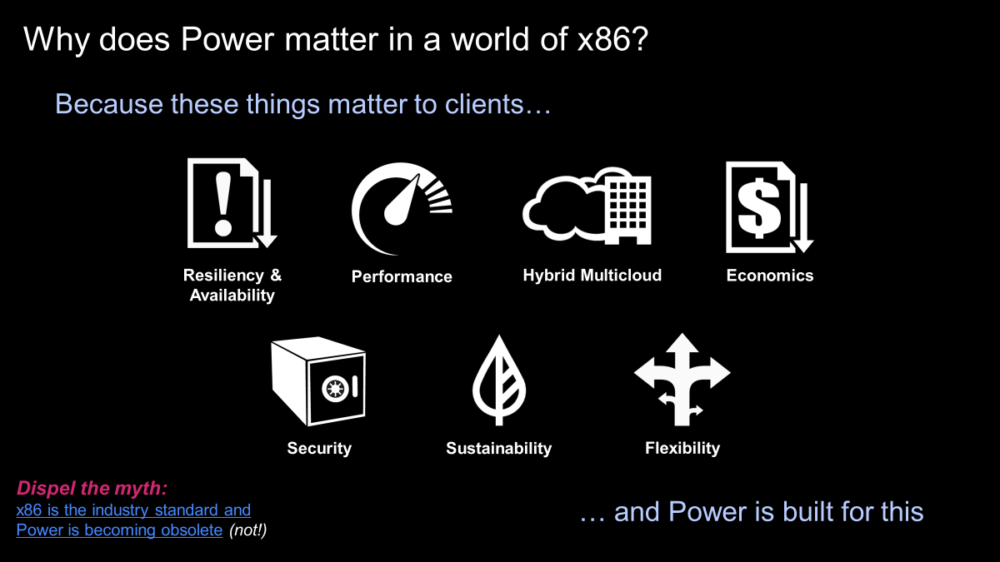 Why does Power matter in a world of x86?
Because these things matter to clients…
Resiliency &
Availability
Performance
Hybrid Multicloud
$
Economics
Security
Sustainability
Flexibility
Dispel the myth:
x86 is the industry standard and
Power is becoming obsolete (not!)
… and Power is built for this